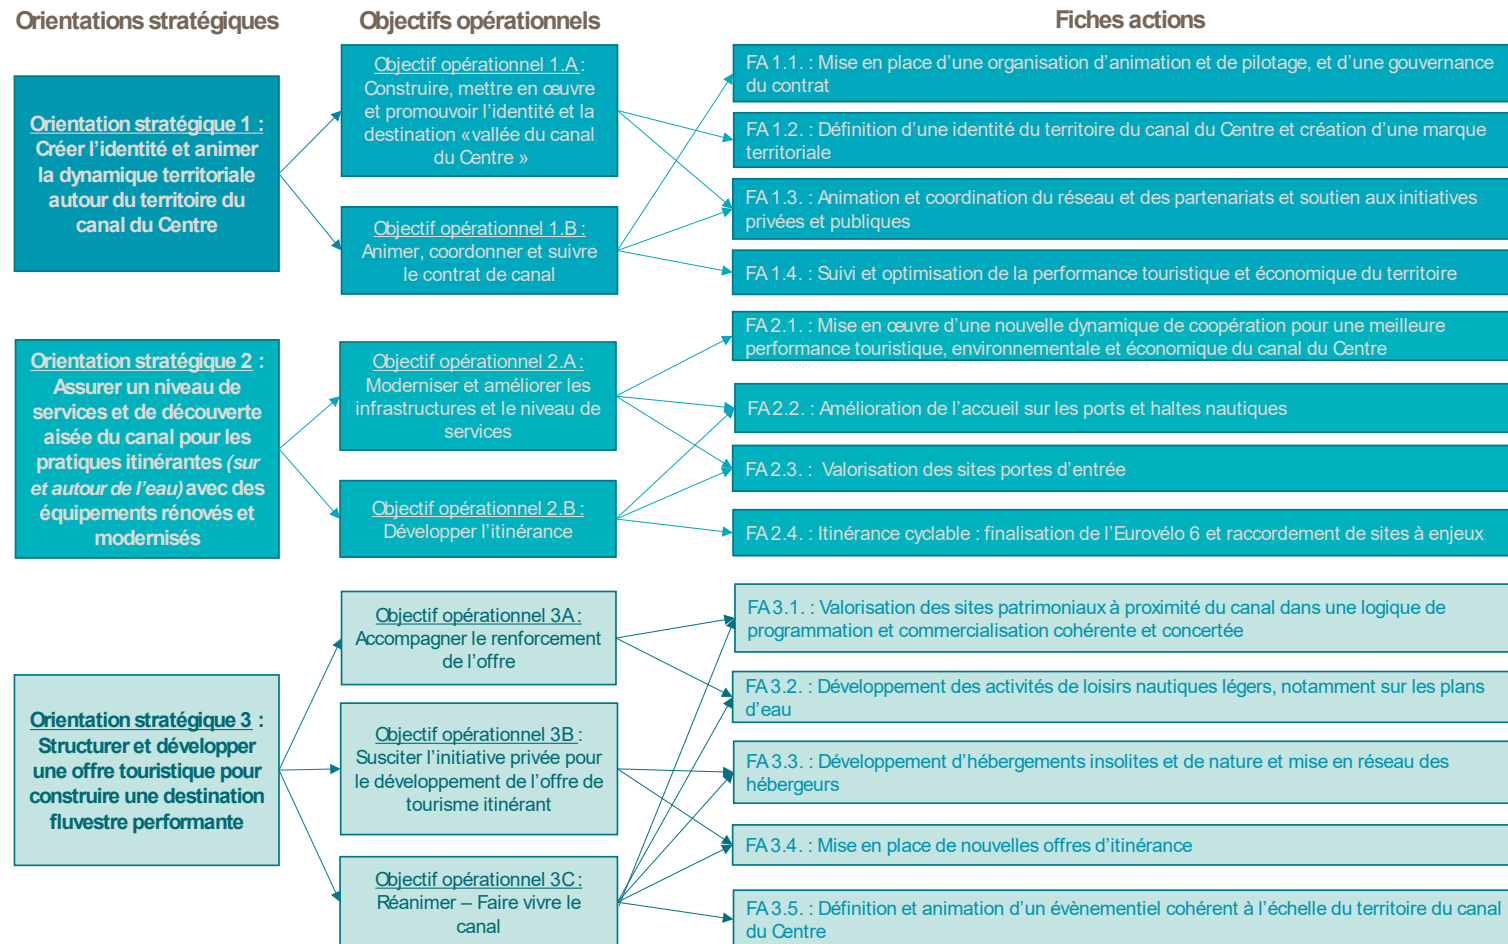 Orientations stratégiques
Objectifs opérationnels
Fiches actions
Orientation stratégique 1 :
Créer l'identité et animer
la dynamique territoriale
autour du territoire du
canal du Centre
Objectif opérationnel 1.A :
Construire, mettre en œuvre
et promouvoir l'identité et la
destination «vallée du canal
du Centre »
Objectif opérationnel 1.B :
Animer, coordonner et suivre
le contrat de canal
FA 1.1. : Mise en place d'une organisation d'animation et de pilotage, et d'une gouvernance
du contrat
FA 1.2. : Définition d'une identité du territoire du canal du Centre et création d'une marque
territoriale
FA 1.3. : Animation et coordination du réseau et des partenariats et soutien aux initiatives
privées et publiques
FA 1.4. : Suivi et optimisation de la performance touristique et économique du territoire
Orientation stratégique 2 :
Assurer un niveau de
services et de découverte
aisée du canal pour les
pratiques itinérantes (sur
et autour de l'eau) avec des
équipements rénovés et
modernisés
Objectif opérationnel 2.A :
Moderniser et améliorer les
infrastructures et le niveau de
services
Objectif opérationnel 2.B :
Développer l'itinérance
FA 2.1. : Mise en œuvre d'une nouvelle dynamique de coopération pour une meilleure
performance touristique, environnementale et économique du canal du Centre
FA 2.2. : Amélioration de l'accueil sur les ports et haltes nautiques
FA 2.3. : Valorisation des sites portes d'entrée
FA 2.4. : Itinérance cyclable : finalisation de l'Eurovélo 6 et raccordement de sites à enjeux
Orientation stratégique 3 :
Structurer et développer
une offre touristique pour
construire une destination
fluvestre performante
Objectif opérationnel 3A :
Accompagner le renforcement
de l'offre
Objectif opérationnel 3B :
Susciter l'initiative privée pour
le développement de l'offre de
tourisme itinérant
Objectif opérationnel 3C :
Réanimer – Faire vivre le
canal
FA 3.1. : Valorisation des sites patrimoniaux à proximité du canal dans une logique de
programmation et commercialisation cohérente et concertée
FA 3.2. : Développement des activités de loisirs nautiques légers, notamment sur les plans
d'eau
FA 3.3. : Développement d'hébergements insolites et de nature et mise en réseau des
hébergeurs
FA 3.4. : Mise en place de nouvelles offres d'itinérance
FA 3.5. : Définition et animation d'un évènementiel cohérent à l'échelle du territoire du canal
du Centre